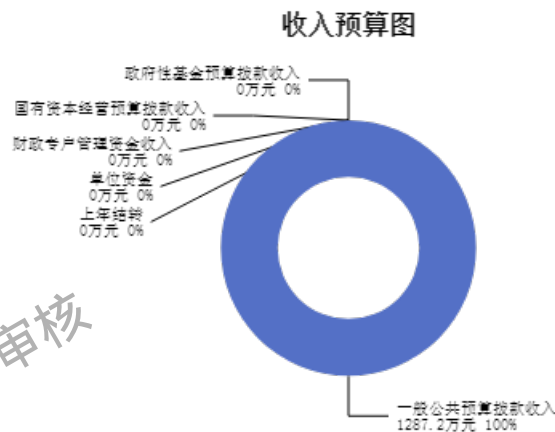 收入预算图
政府性基金预算拨款收入
0万元 0%
国有资本经营预算拨款收入
0万元 0%
财政专户管理资金收入
0万元 0%
单位资金
0万元 0%
上年结转
0万元 0%
审核
一般公共预算拨款收入
1287.2万元 100%